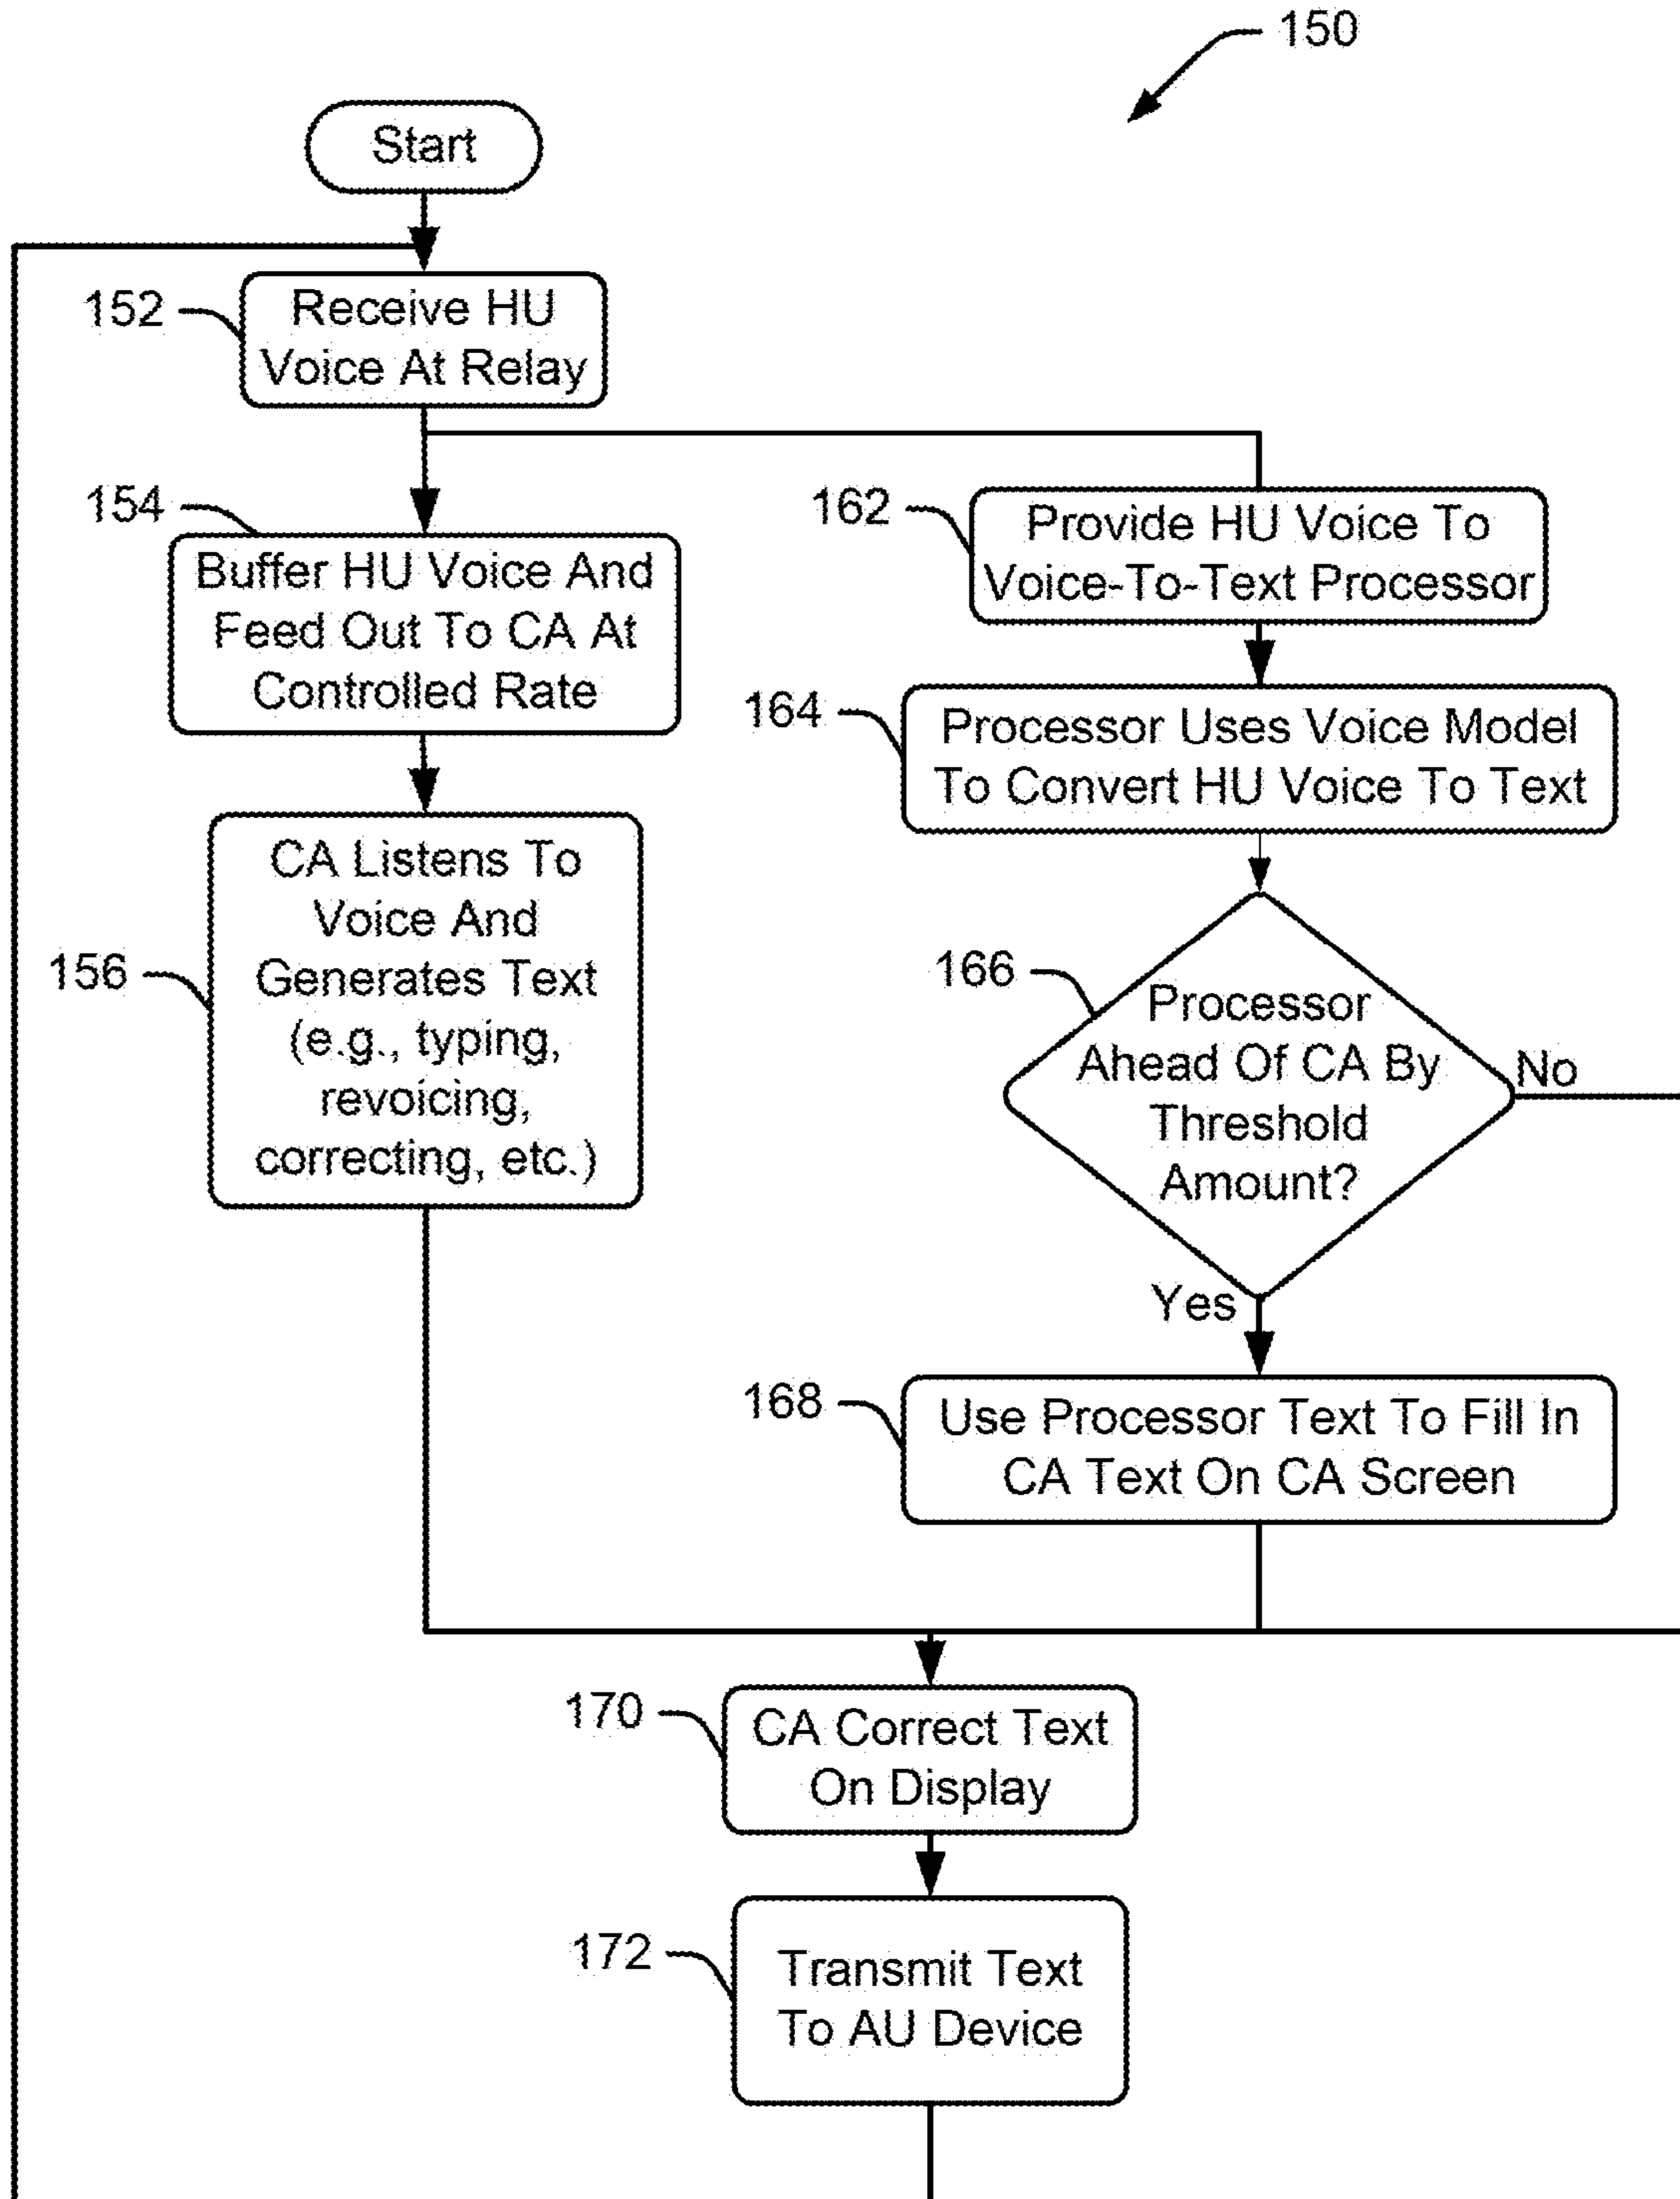 150
Start
152
Receive HU
Voice At Relay
154
Buffer HU Voice And
Feed Out To CA At
Controlled Rate
162
Provide HU Voice To
Voice-To-Text Processor
164
Processor Uses Voice Model
To Convert HU Voice To Text
156
CA Listens To
Voice And
Generates Text
(e.g., typing,
revoicing,
correcting, etc.)
166
Processor
Ahead Of CA By
Threshold
Amount?
No
Yes
168
Use Processor Text To Fill In
CA Text On CA Screen
170
CA Correct Text
On Display
172
Transmit Text
To AU Device